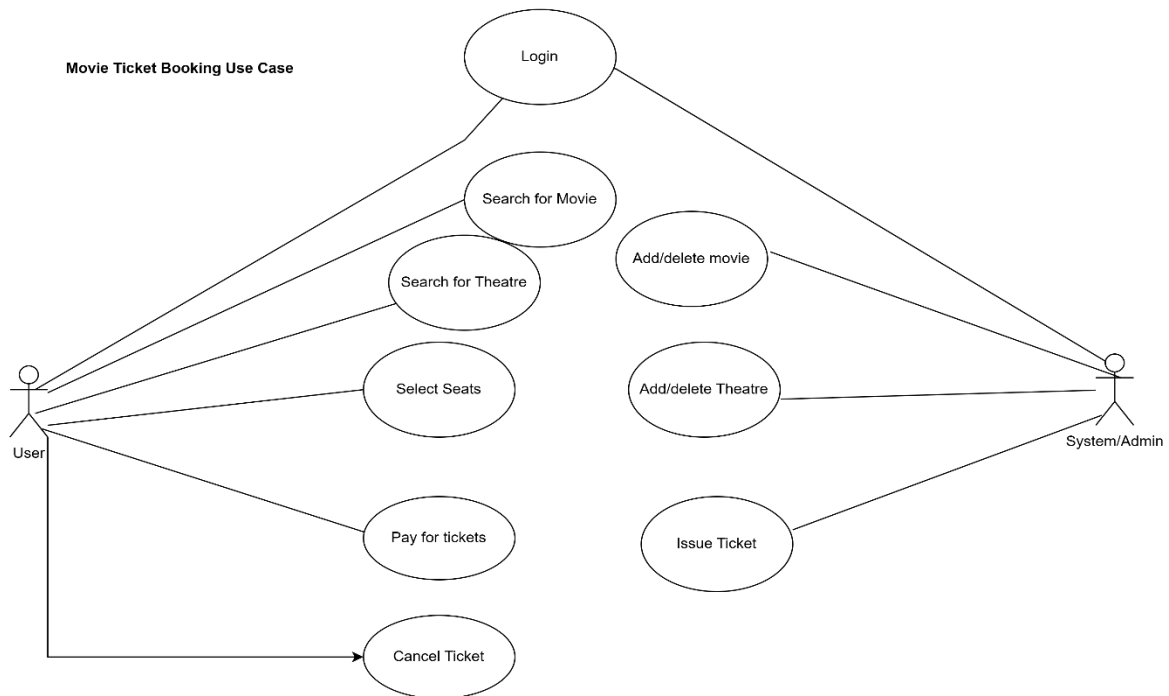 Login
Movie Ticket Booking Use Case
Search for Movie
Add/delete movie
Search for Theatre
Select Seats
Add/delete Theatre
System/Admin
User
Pay for tickets
Issue Ticket
Cancel Ticket